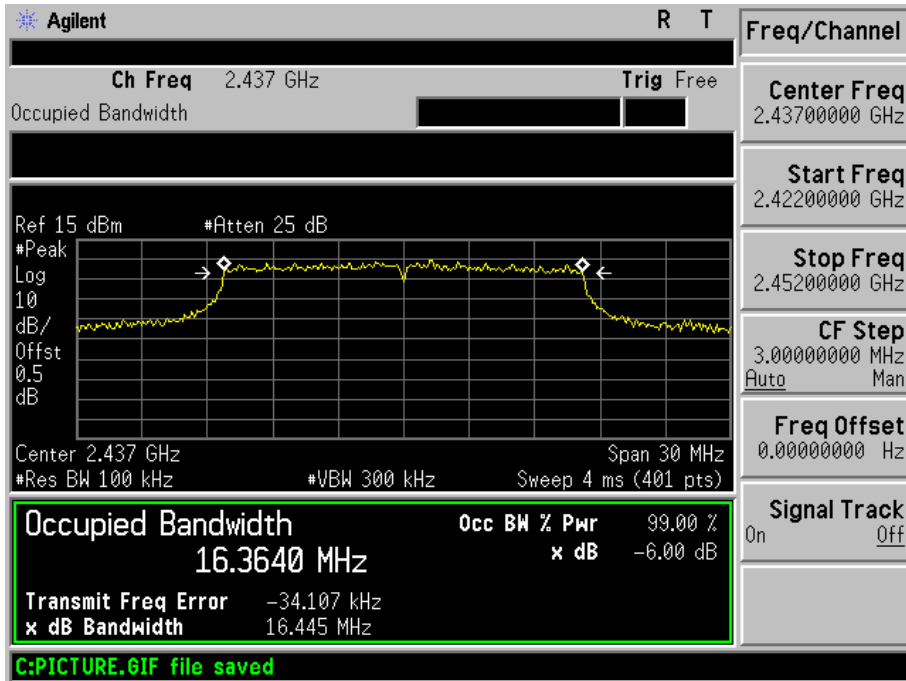 Agilent R T
Ch Freq 2.437 GHz Trig Free
Occupied Bandwidth
Ref 15 dBm #Atten 25 dB
#Peak
Log
10
dB/
Offst
0.5
dB
Center 2.437 GHz Span 30 MHz
#Res BW 100 kHz #VBW 300 kHz Sweep 4 ms (401 pts)
Occupied Bandwidth Occ BW % Pwr 99.00 %
16.3640 MHz x dB -6.00 dB
Transmit Freq Error -34.107 kHz
x dB Bandwidth 16.445 MHz
C:PICTURE.GIF file saved
Freq/Channel
Center Freq
2.43700000 GHz
Start Freq
2.42200000 GHz
Stop Freq
2.45200000 GHz
CF Step
3.00000000 MHz
Auto Man
Freq Offset
0.00000000 Hz
Signal Track
On Off